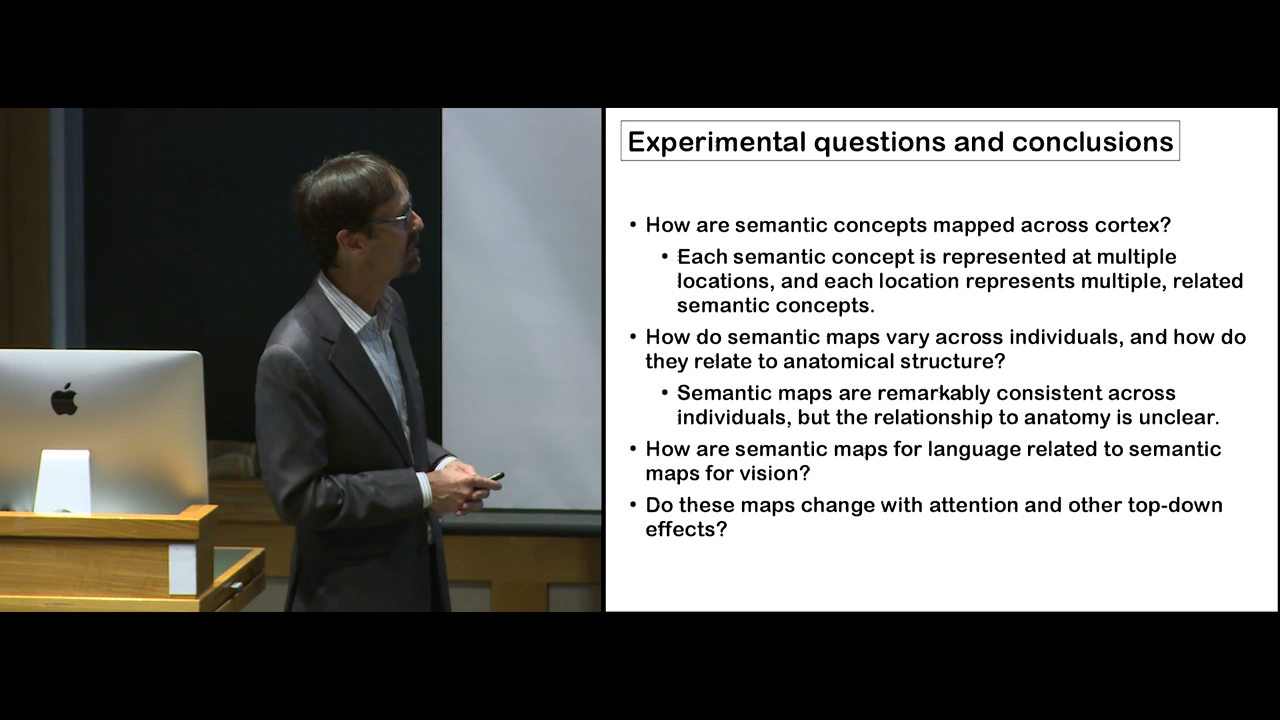 Experimental questions and conclusions
• How are semantic concepts mapped across cortex?
• Each semantic concept is represented at multiple
locations, and each location represents multiple, related
semantic concepts.
• How do semantic maps vary across individuals, and how do
they relate to anatomical structure?
• Semantic maps are remarkably consistent across
individuals, but the relationship to anatomy is unclear.
• How are semantic maps for language related to semantic
maps for vision?
• Do these maps change with attention and other top-down
effects?